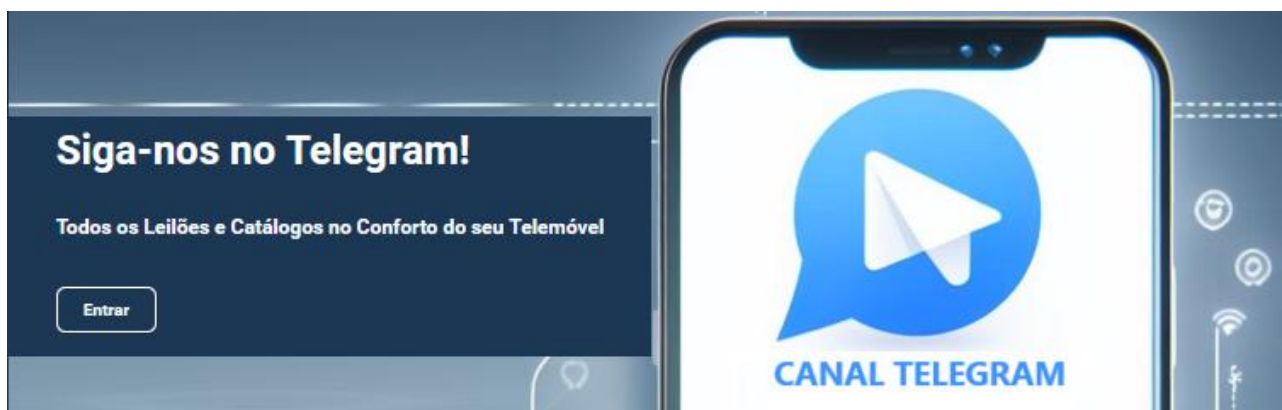 Siga-nos no Telegram!
Todos os Leilões e Catálogos no Conforto do seu Telemóvel
Entrar
CANAL TELEGRAM